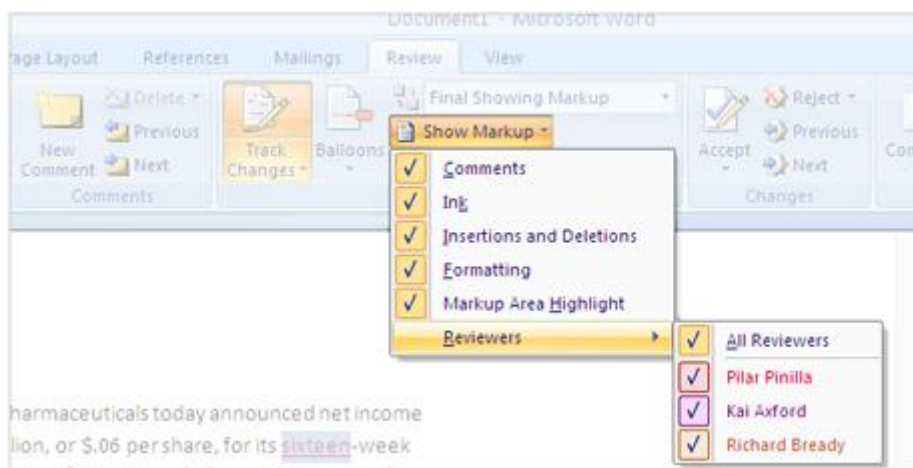 Document1 - Microsoft Word
Page Layout References Mailings Review View
New Comment
Delete
Previous
Next
Comments
Track Changes
Balloons
Final Showing Markup
Show Markup
Comments
Ink
Insertions and Deletions
Formatting
Markup Area Highlight
Reviewers
All Reviewers
Pilar Pinilla
Kai Axford
Richard Bready
Accept
Reject
Previous
Next
Changes
Com
harmaceuticals today announced net income
lion, or $.06 per share, for its sixteen-week